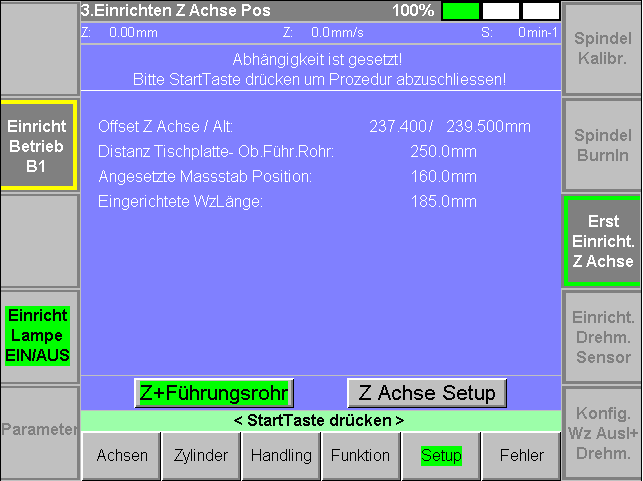 3.Einrichten Z Achse Pos 100%
Z: 0.00mm Z: 0.0mm/s S: 0min-1
Abhängigkeit ist gesetzt!
Bitte StartTaste drücken um Prozedur abzuschliessen!
Offset Z Achse / Alt: 237.400/ 239.500mm
Distanz Tischplatte- Ob.Führ.Rohr: 250.0mm
Angesetzte Massstab Position: 160.0mm
Eingerichtete WzLänge: 185.0mm
Z+Führungsrohr Z Achse Setup
< StartTaste drücken >
Achsen Zylinder Handling Funktion Setup Fehler
Einricht
Betrieb
B1
Einricht
Lampe
EIN/AUS
Parameter
Spindel
Kalibr.
Spindel
BurnIn
Erst
Einricht.
Z Achse
Einricht.
Drehm.
Sensor
Konfig.
Wz Ausl+
Drehm.